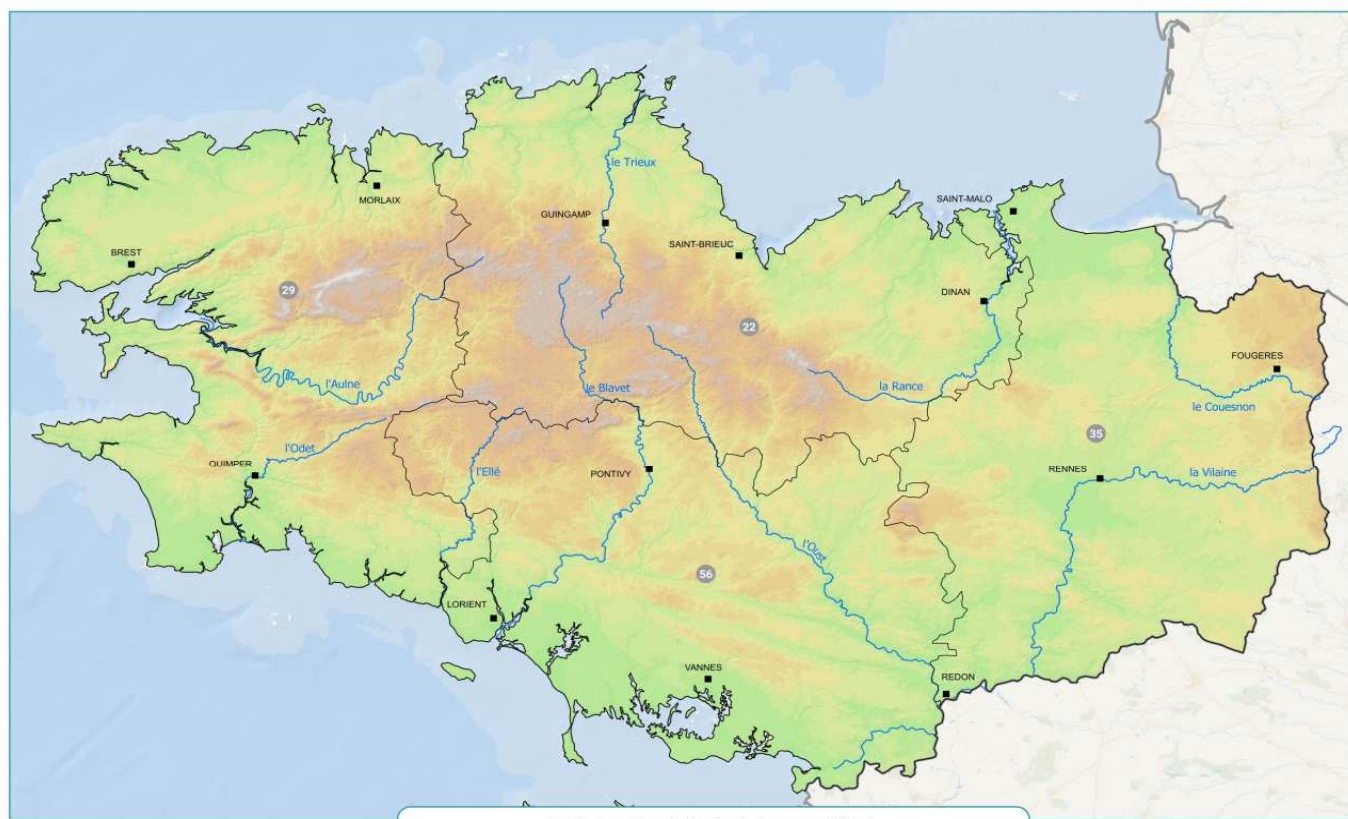 le Trieux
MORLAIX
SAINT-MALO
GUINGAMP
SAINT-BRIEUC
BREST
29
DINAN
22
FOUGERES
l'Aulne
le Blavet
la Rance
le Couesnon
35
l'Odet
QUIMPER
l'Ellé
PONTIVY
RENNES
la Vilaine
l'Oust
56
LORIENT
VANNES
REDON